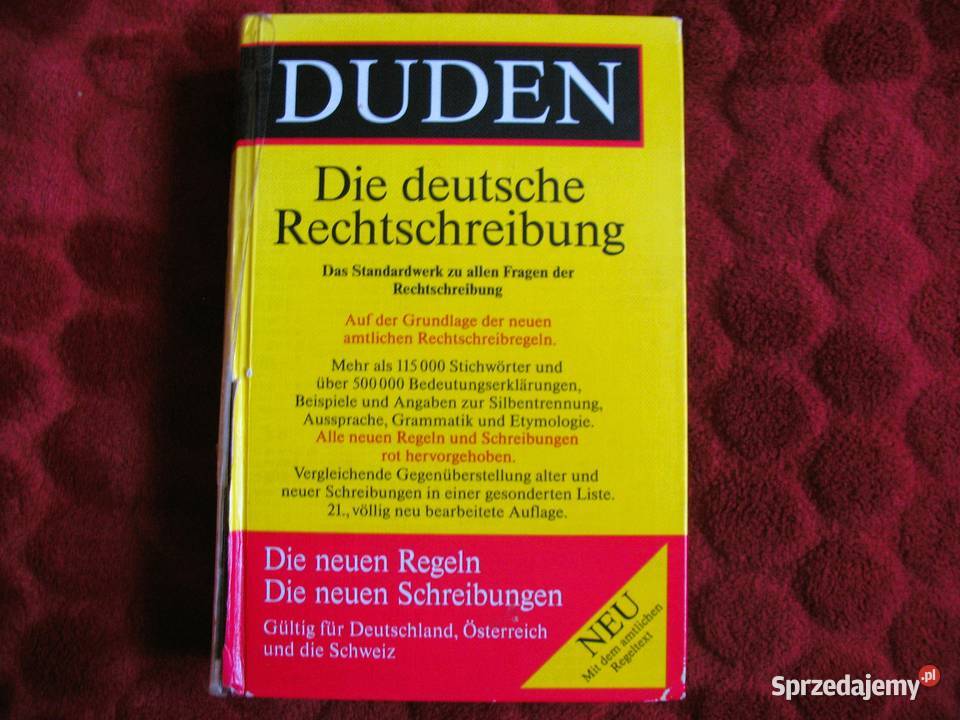 DUDEN
Die deutsche
Rechtschreibung
Das Standardwerk zu allen Fragen der
Rechtschreibung
Auf der Grundlage der neuen
amtlichen Rechtschreibregeln.
Mehr als 115 000 Stichwörter und
über 500 000 Bedeutungserklärungen,
Beispiele und Angaben zur Silbentrennung,
Aussprache, Grammatik und Etymologie.
Alle neuen Regeln und Schreibungen
rot hervorgehoben.
Vergleichende Gegenüberstellung alter und
neuer Schreibungen in einer gesonderten Liste.
21., völlig neu bearbeitete Auflage.
Die neuen Regeln
Die neuen Schreibungen
Gültig für Deutschland, Österreich
und die Schweiz
NEU
Mit dem amtlichen
Regeltext
Sprzedajemy.pl